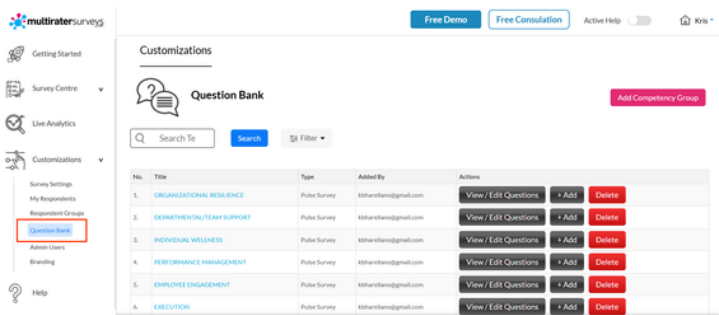 multiratersurveys
Free Demo
Free Consulation
Active Help
Kris
Getting Started
Survey Centre
Live Analytics
Customizations
Survey Settings
My Respondents
Respondent Groups
Question Bank
Admin Users
Branding
Help
Customizations
Question Bank
Add Competency Group
Search Te
Search
Filter
No. Title Type Added By Actions
1. ORGANIZATIONAL RESILIENCE Pulse Survey kbharellano@gmail.com View / Edit Questions + Add Delete
2. DEPARTMENTAL/TEAM SUPPORT Pulse Survey kbharellano@gmail.com View / Edit Questions + Add Delete
3. INDIVIDUAL WELLNESS Pulse Survey kbharellano@gmail.com View / Edit Questions + Add Delete
4. PERFORMANCE MANAGEMENT Pulse Survey kbharellano@gmail.com View / Edit Questions + Add Delete
5. EMPLOYEE ENGAGEMENT Pulse Survey kbharellano@gmail.com View / Edit Questions + Add Delete
6. EXECUTION Pulse Survey kbharellano@gmail.com View / Edit Questions + Add Delete